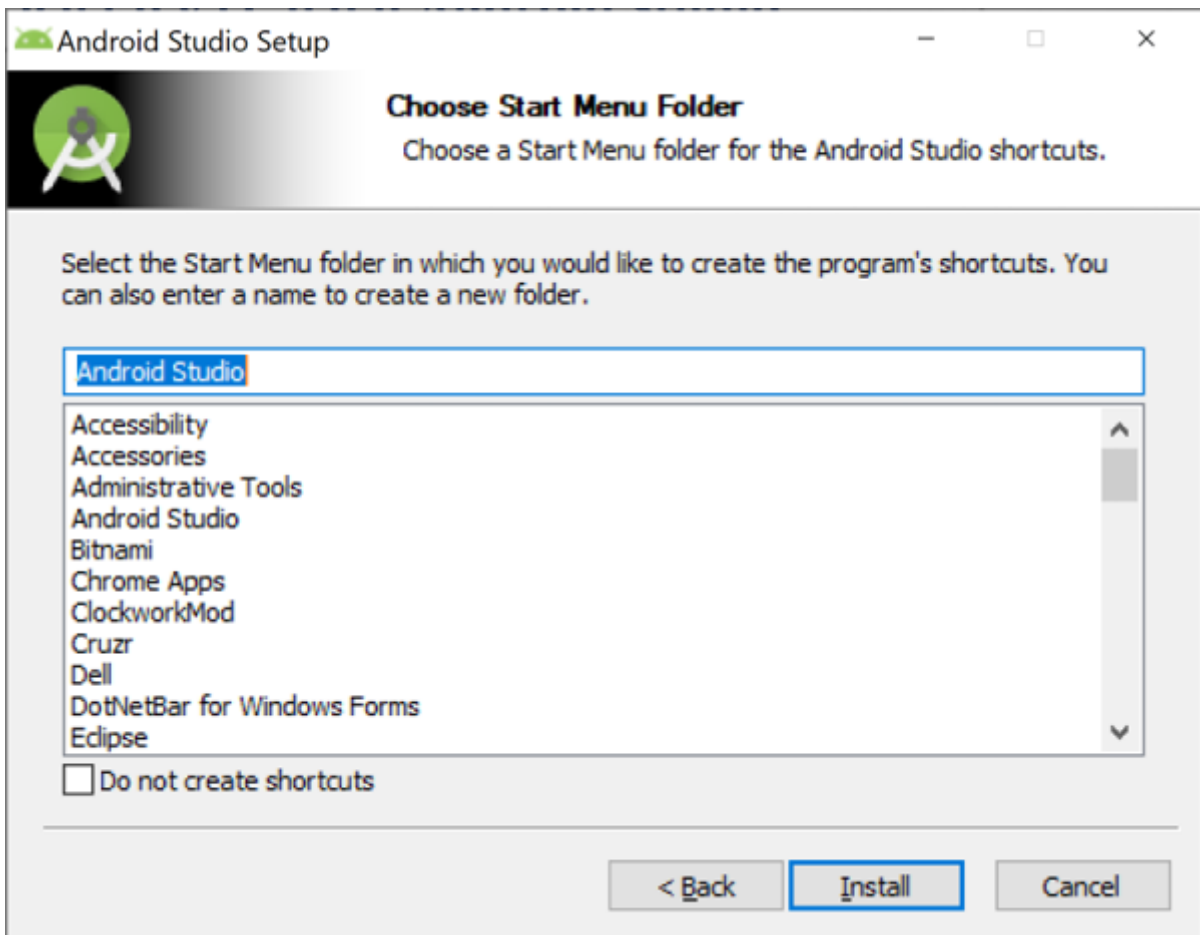 Android Studio Setup
Choose Start Menu Folder
Choose a Start Menu folder for the Android Studio shortcuts.
Select the Start Menu folder in which you would like to create the program's shortcuts. You
can also enter a name to create a new folder.
Android Studio
Accessibility
Accessories
Administrative Tools
Android Studio
Bitnami
Chrome Apps
ClockworkMod
Cruzr
Dell
DotNetBar for Windows Forms
Eclipse
Do not create shortcuts
< Back
Install
Cancel